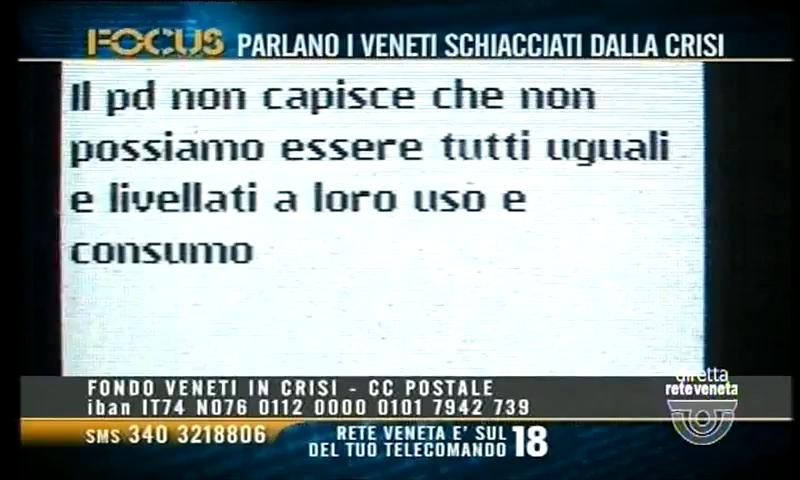 FOCUS PARLANO I VENETI SCHIACCIATI DALLA CRISI
Il pd non capisce che non
possiamo essere tutti uguali
e livellati a loro uso e
consumo
FONDO VENETI IN CRISI - CC POSTALE
iban IT74 N076 0112 0000 0101 7942 739
diretta
reteveneta
SMS 340 3218806
RETE VENETA E' SUL
DEL TUO TELECOMANDO 18